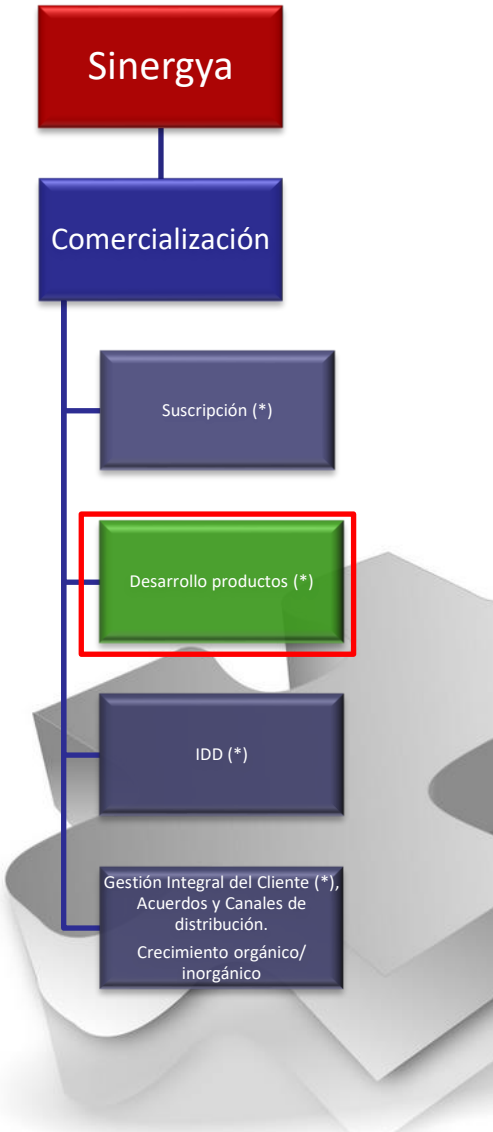 Sinergya
Comercialización
Suscripción (*)
Desarrollo productos (*)
IDD (*)
Gestión Integral del Cliente (*),
Acuerdos y Canales de
distribución.
Crecimiento orgánico/
inorgánico